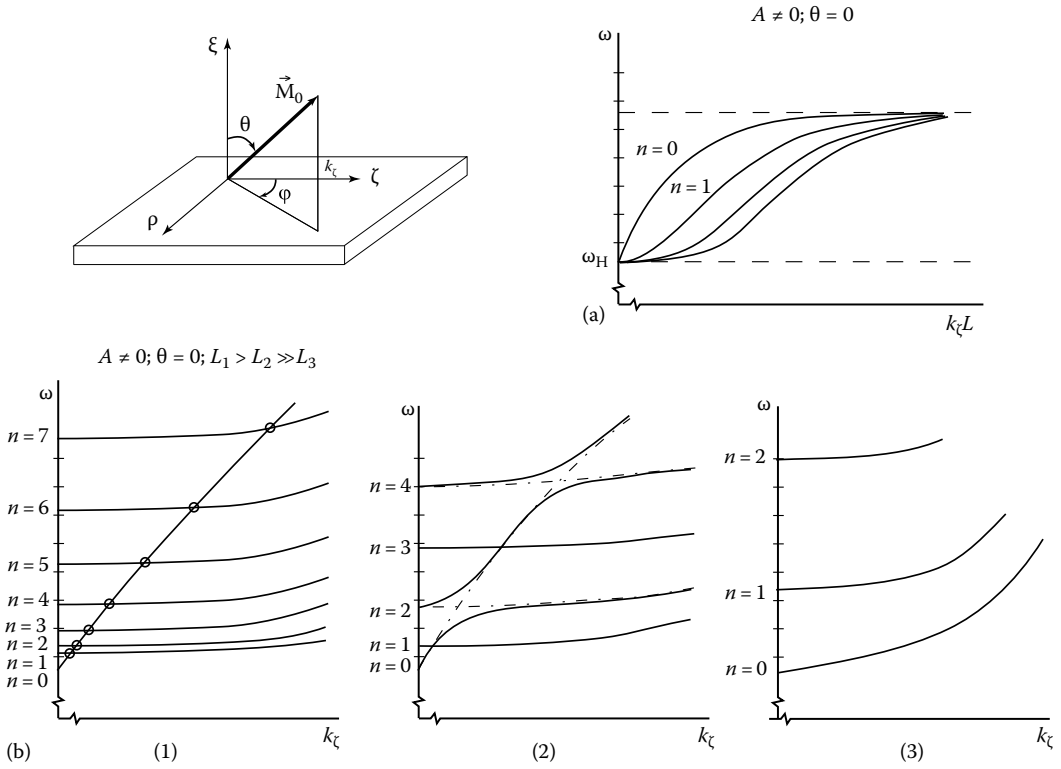 ξ
M⃗₀
θ
k_ζ
ζ
φ
ρ
A ≠ 0; θ = 0
ω
n = 0
n = 1
ω_H
(a)
k_ζL
A ≠ 0; θ = 0; L₁ > L₂ ≫ L₃
ω
n = 7
n = 6
n = 5
n = 4
n = 3
n = 2
n = 1
n = 0
k_ζ
(b)
(1)
ω
n = 4
n = 3
n = 2
n = 1
n = 0
k_ζ
(2)
ω
n = 2
n = 1
n = 0
k_ζ
(3)